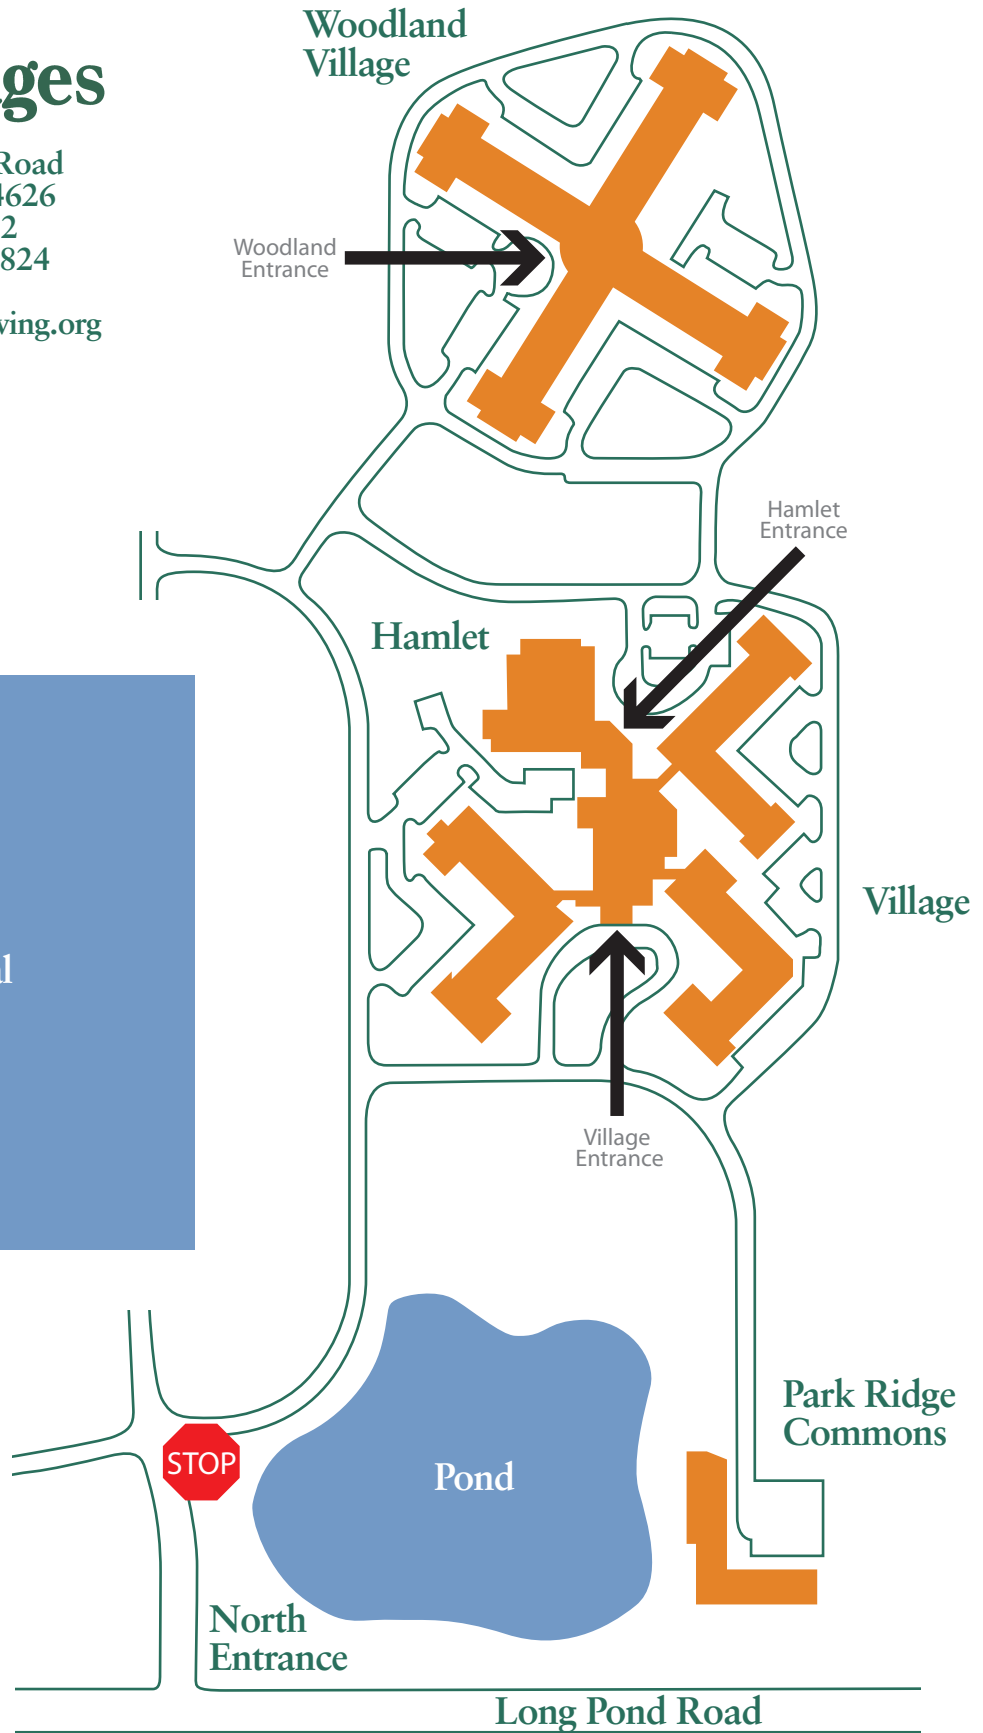 Woodland
Village
ges
Road
4626
2
824
ving.org
Woodland
Entrance
Hamlet
Entrance
Hamlet
Village
l
Village
Entrance
Park Ridge
Commons
STOP
Pond
North
Entrance
Long Pond Road